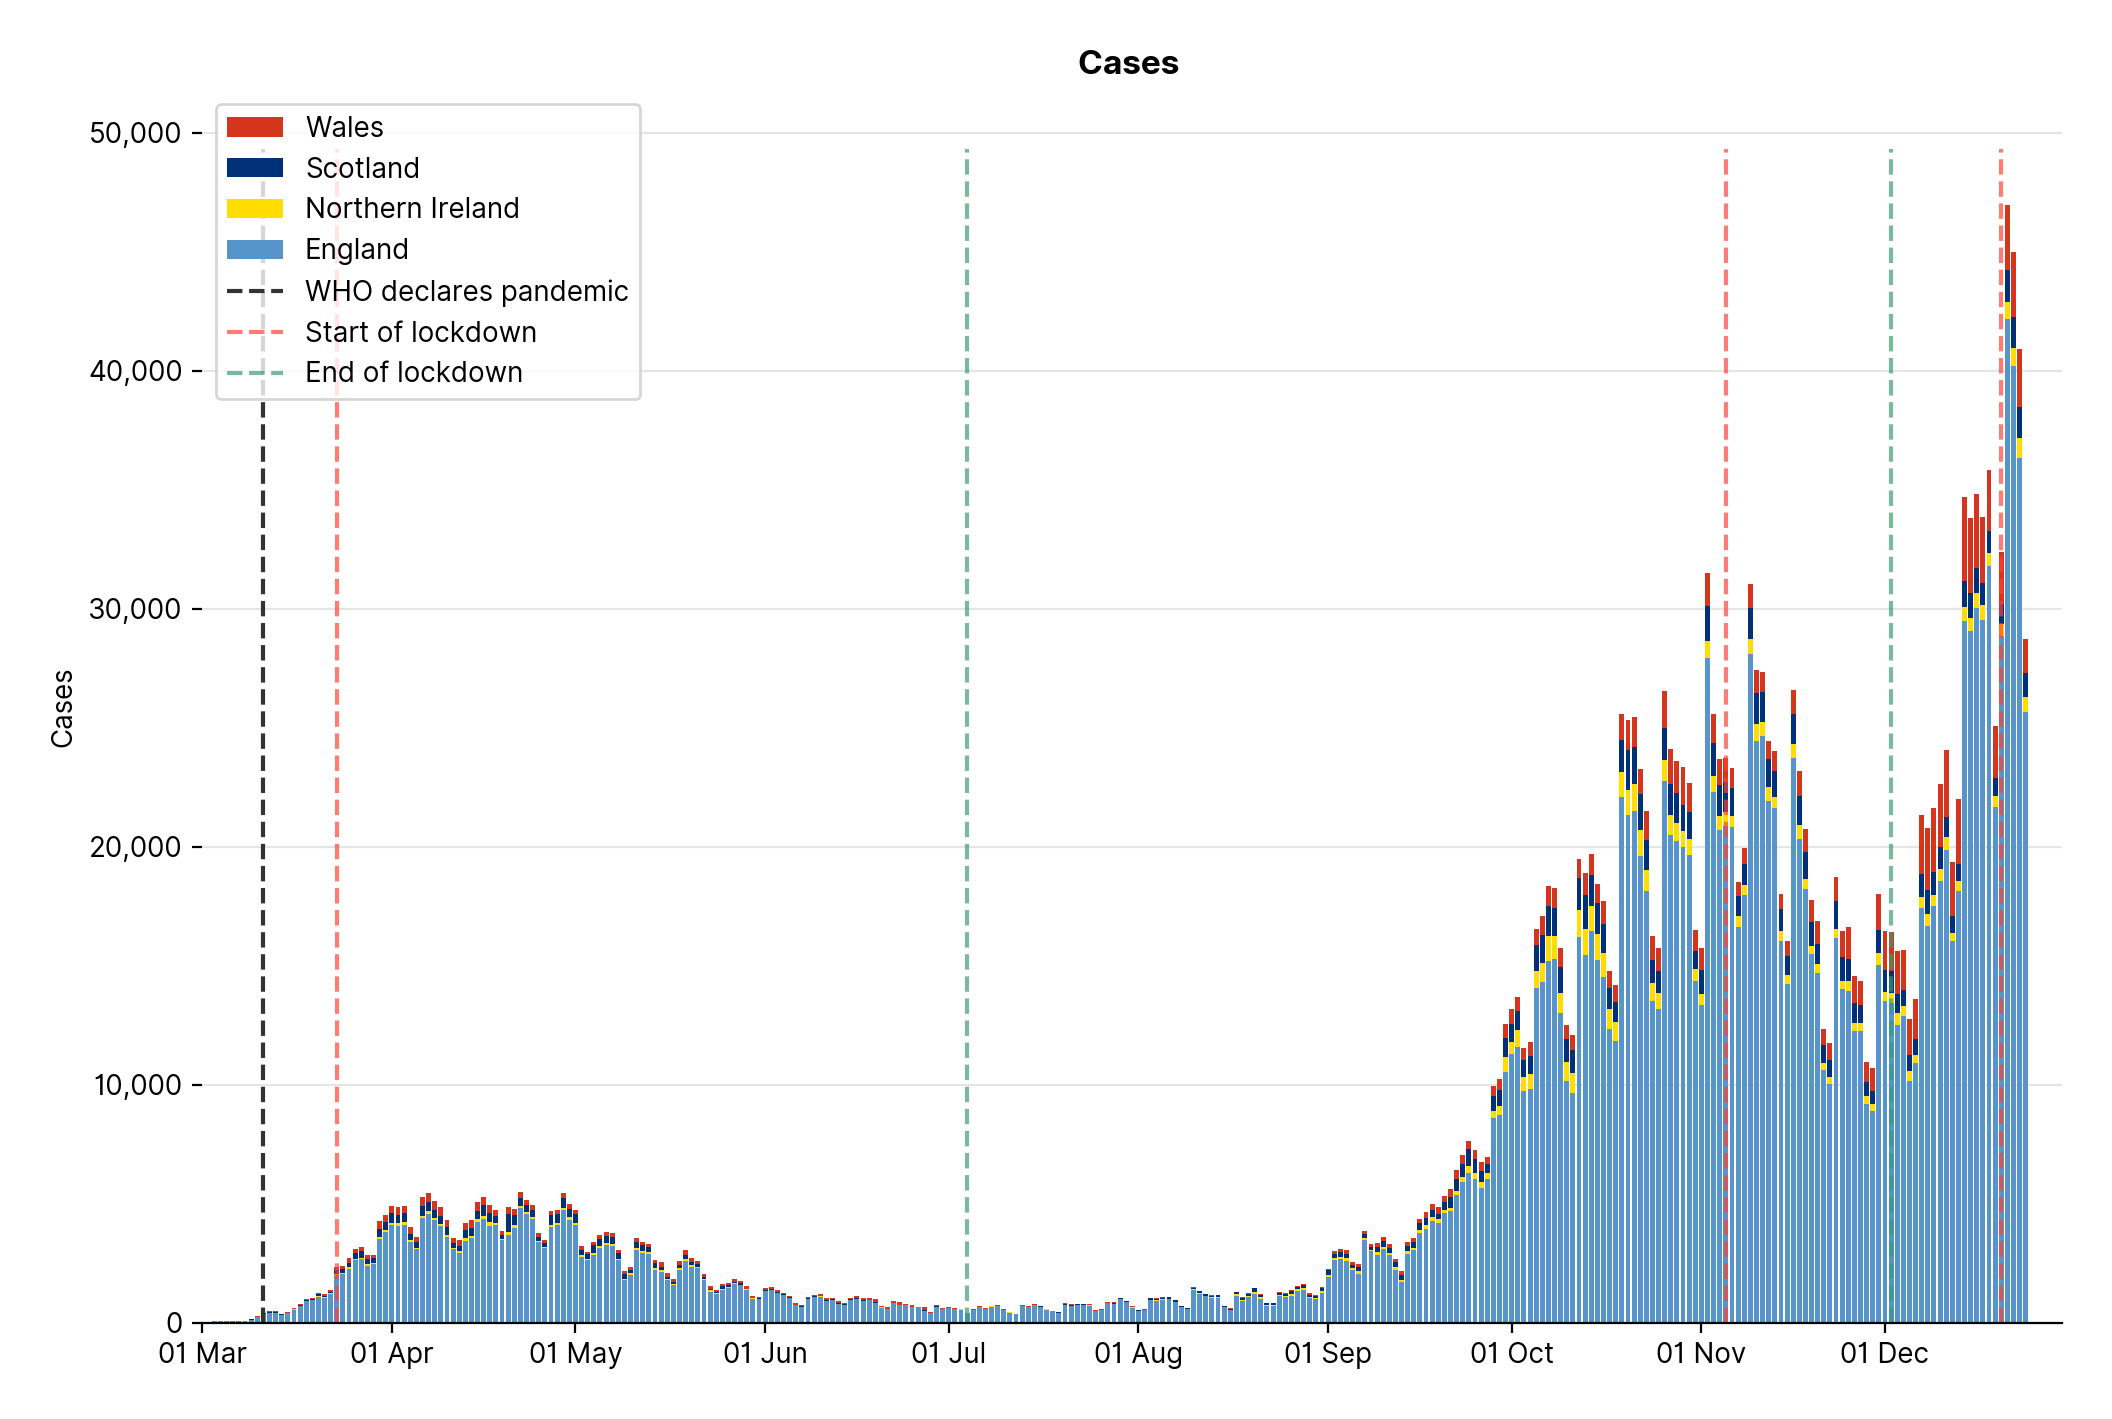 Cases
Wales
Scotland
Northern Ireland
England
WHO declares pandemic
Start of lockdown
End of lockdown
50,000
40,000
30,000
20,000
10,000
0
Cases
01 Mar
01 Apr
01 May
01 Jun
01 Jul
01 Aug
01 Sep
01 Oct
01 Nov
01 Dec